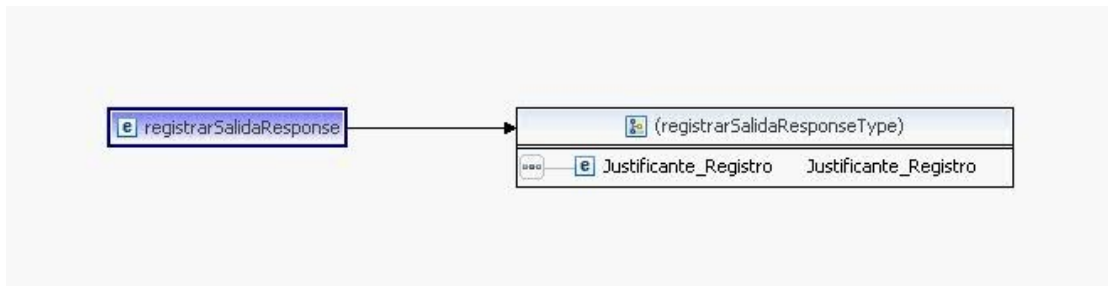 e registrarSalidaResponse
(registrarSalidaResponseType)
e Justificante_Registro Justificante_Registro